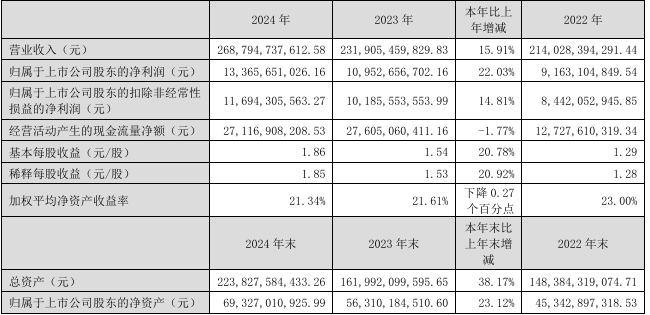 2024 年 2023 年 本年比上年增减 2022 年
营业收入（元） 268,794,737,612.58 231,905,459,829.83 15.91% 214,028,394,291.44
归属于上市公司股东的净利润（元） 13,365,651,026.16 10,952,656,702.16 22.03% 9,163,104,849.54
归属于上市公司股东的扣除非经常性损益的净利润（元） 11,694,305,563.27 10,185,553,553.99 14.81% 8,442,052,945.85
经营活动产生的现金流量净额（元） 27,116,908,208.53 27,605,060,411.16 -1.77% 12,727,610,319.34
基本每股收益（元/股） 1.86 1.54 20.78% 1.29
稀释每股收益（元/股） 1.85 1.53 20.92% 1.28
加权平均净资产收益率 21.34% 21.61% 下降 0.27 个百分点 23.00%
2024 年末 2023 年末 本年末比上年末增减 2022 年末
总资产（元） 223,827,584,433.26 161,992,099,595.65 38.17% 148,384,319,074.71
归属于上市公司股东的净资产（元） 69,327,010,925.99 56,310,184,510.60 23.12% 45,342,897,318.53